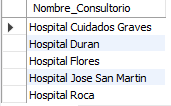 Nombre_Consultorio
Hospital Cuidados Graves
Hospital Duran
Hospital Flores
Hospital Jose San Martin
Hospital Roca